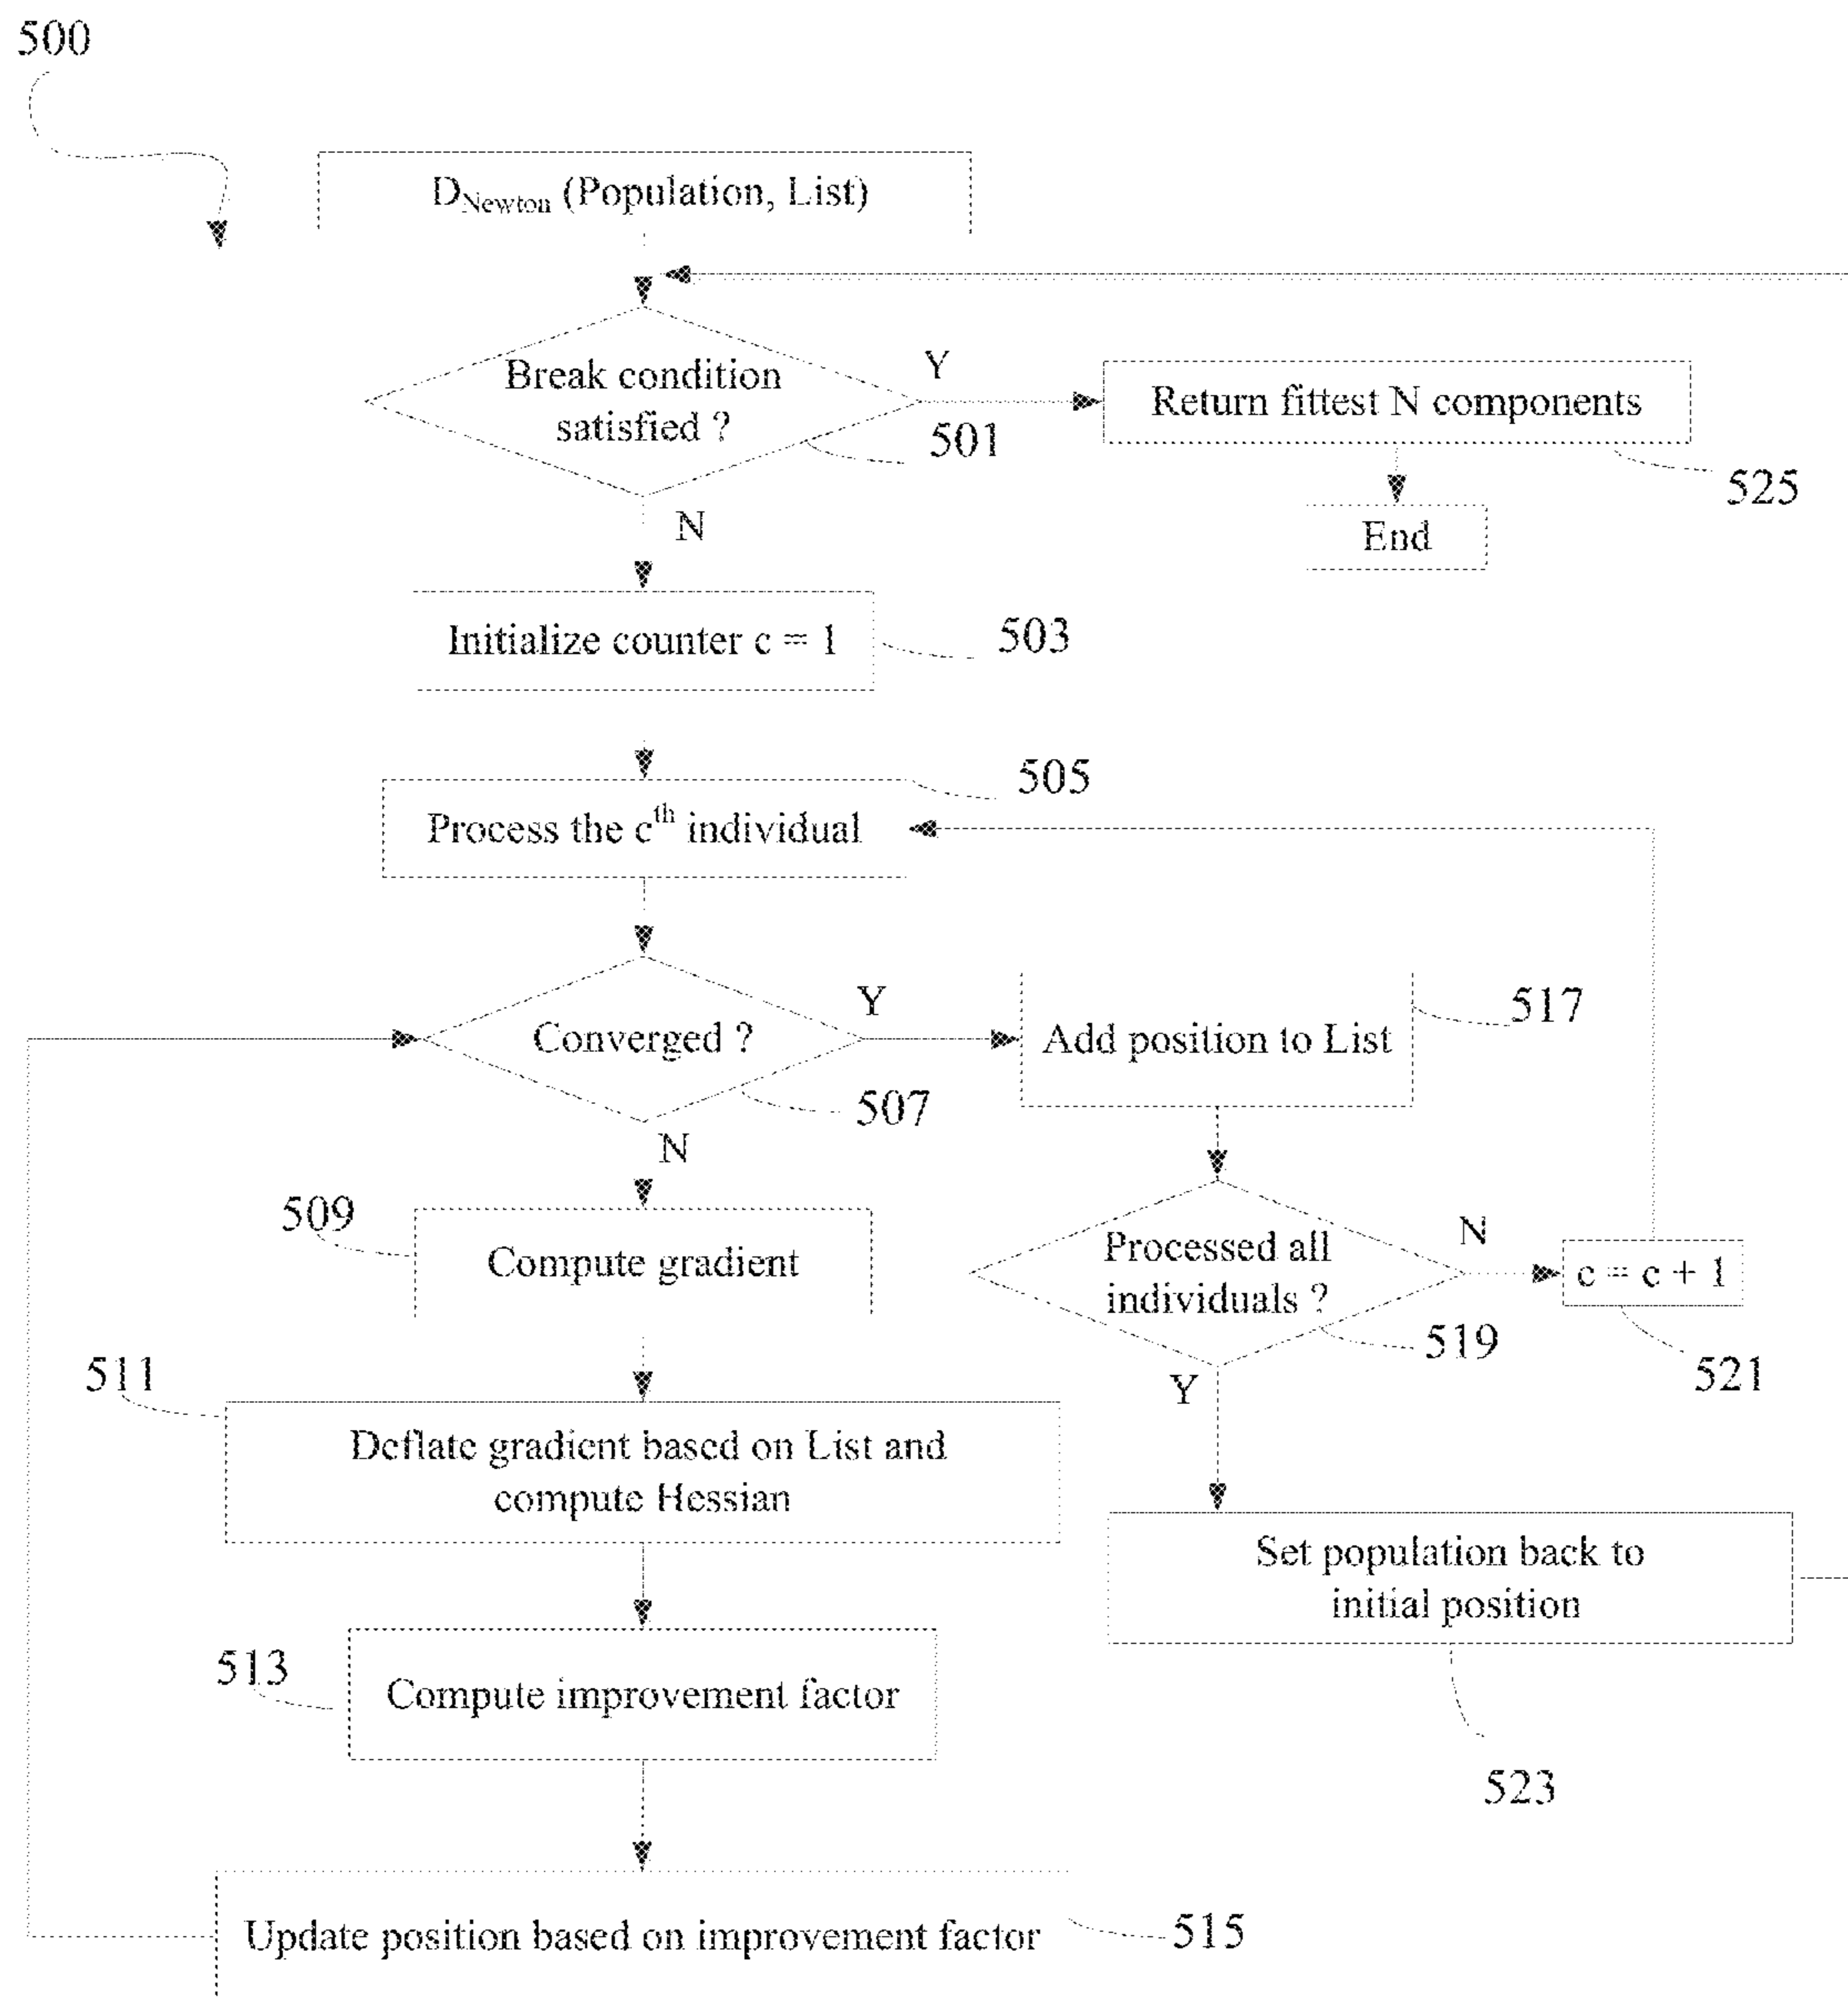 500
D_Newton (Population, List)
Break condition
satisfied ?
Y
501
N
Return fittest N components
525
End
Initialize counter c = 1
503
505
Process the c^th individual
Converged ?
Y
507
N
Add position to List
517
509
Compute gradient
Processed all
individuals ?
N
519
Y
c = c + 1
521
511
Deflate gradient based on List and
compute Hessian
Set population back to
initial position
523
513
Compute improvement factor
Update position based on improvement factor
515